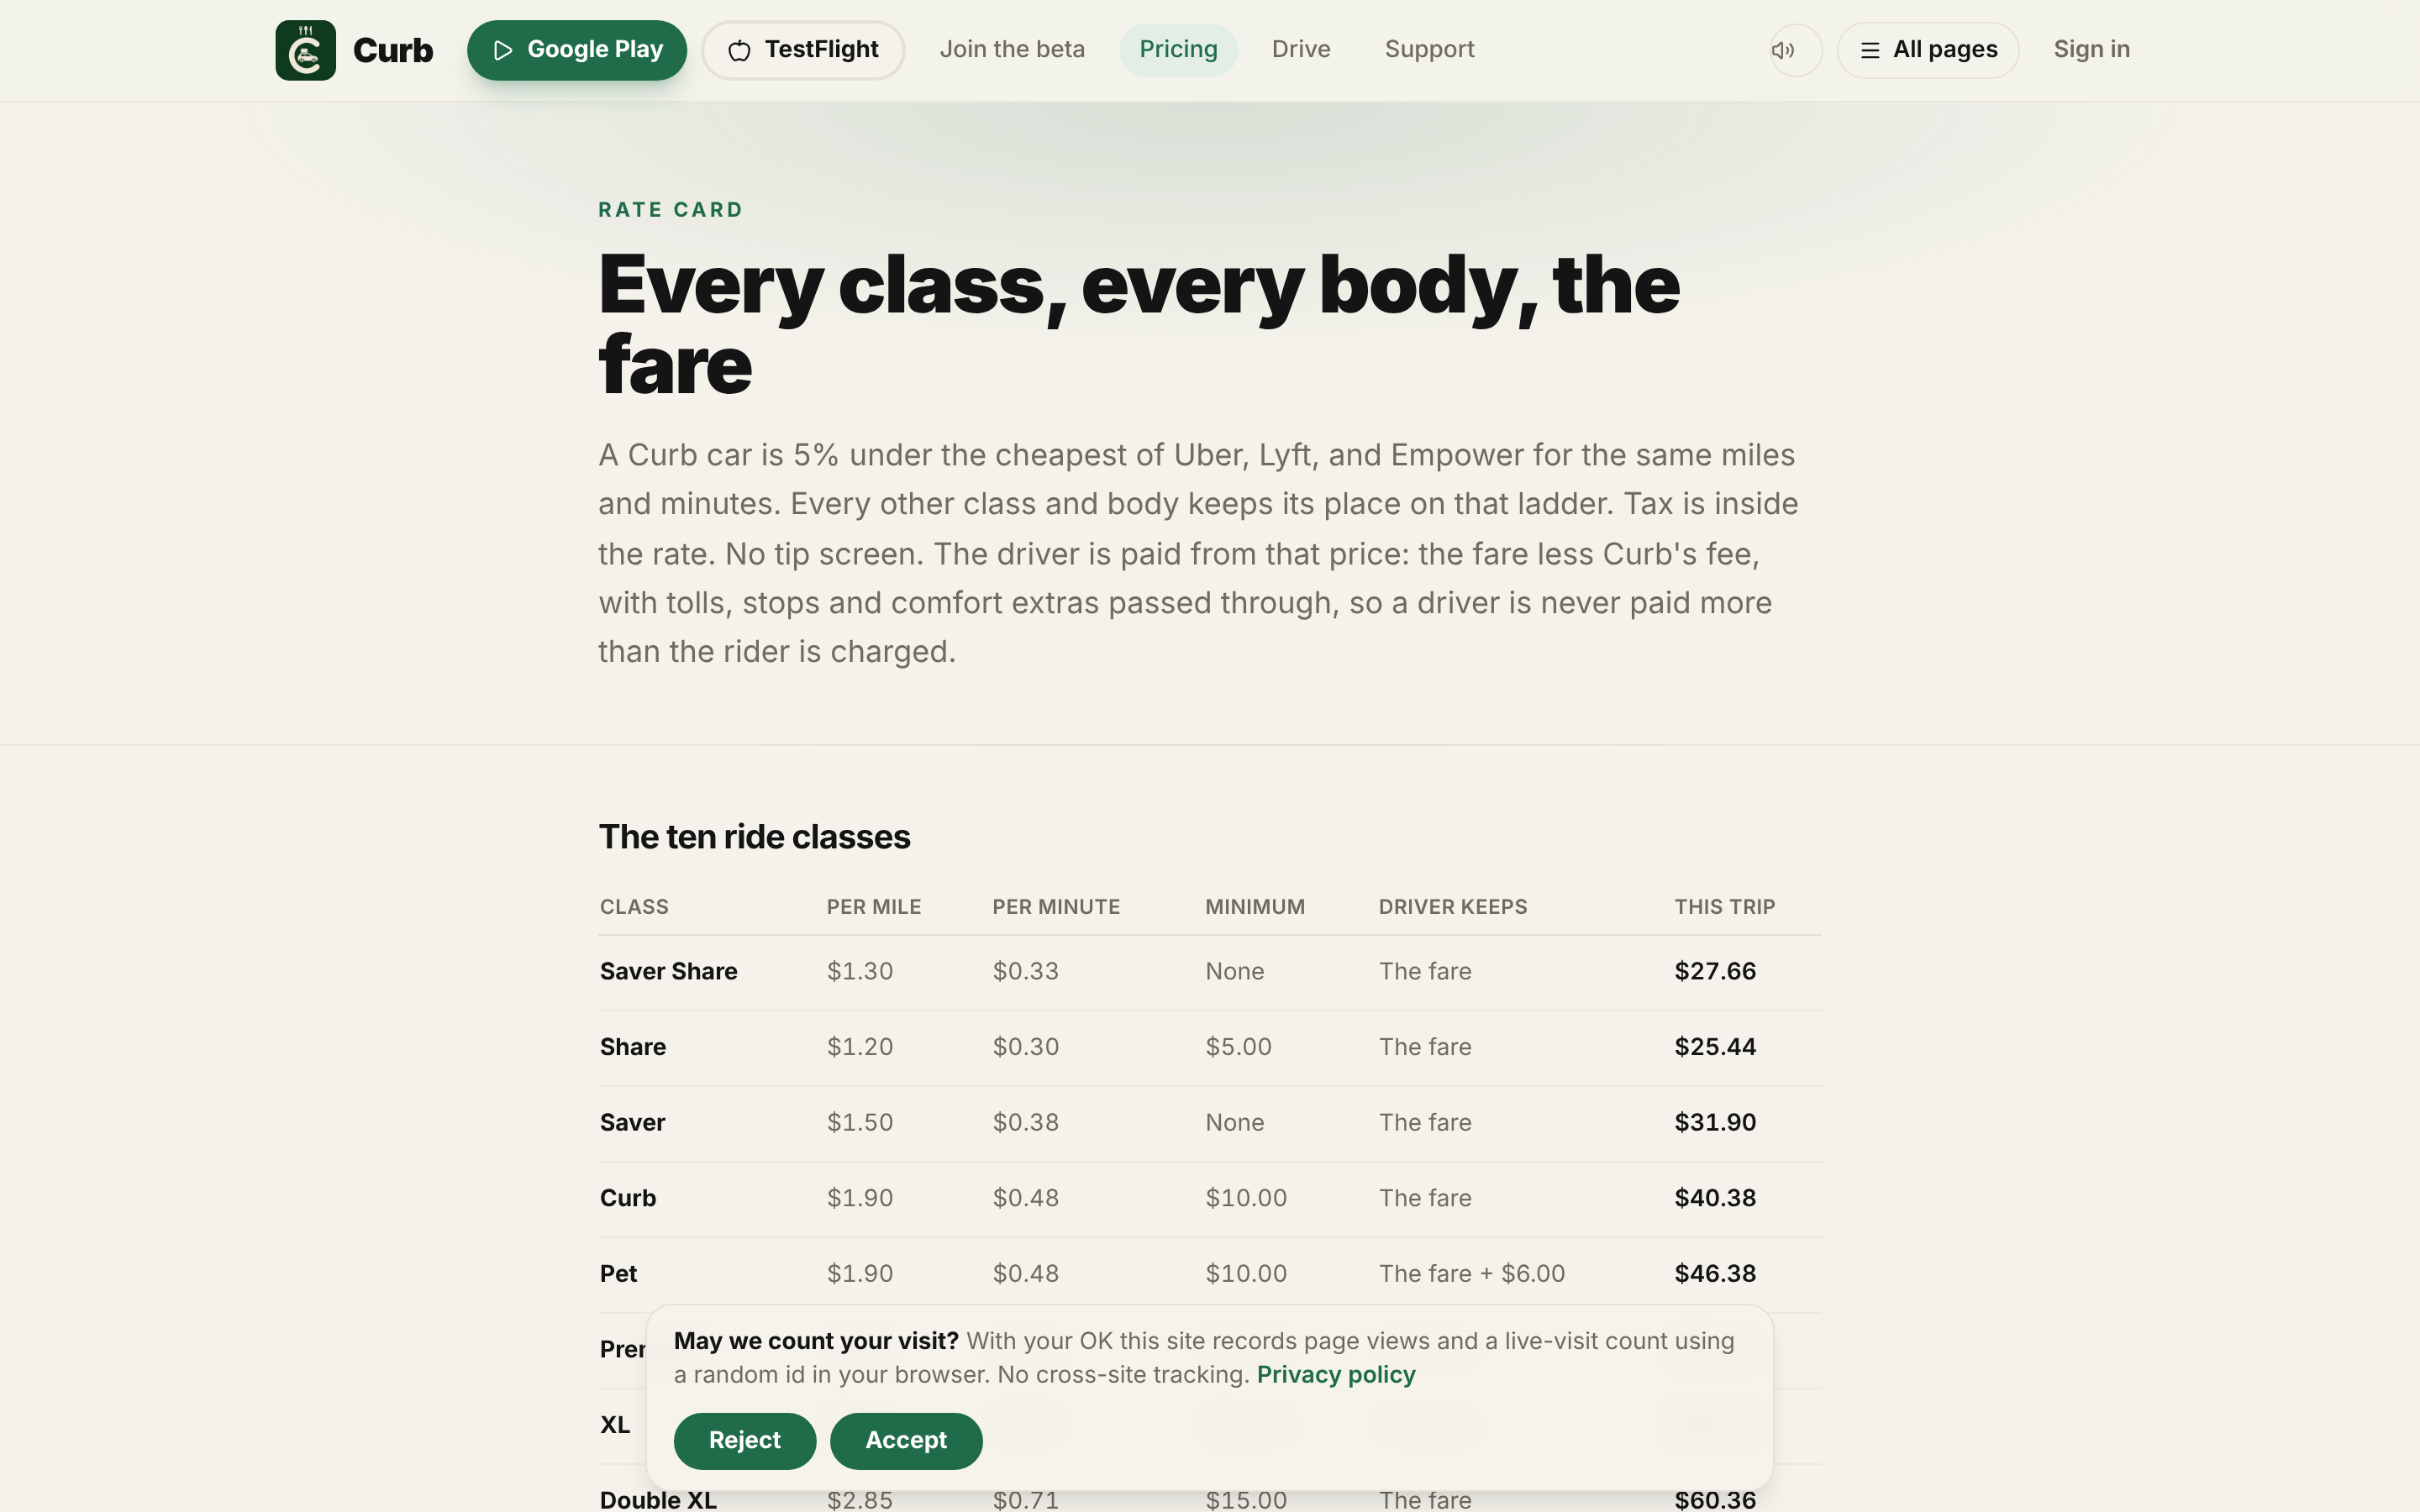 Curb
Google Play
TestFlight
Join the beta
Pricing
Drive
Support
All pages
Sign in
RATE CARD
Every class, every body, the
fare
A Curb car is 5% under the cheapest of Uber, Lyft, and Empower for the same miles
and minutes. Every other class and body keeps its place on that ladder. Tax is inside
the rate. No tip screen. The driver is paid from that price: the fare less Curb's fee,
with tolls, stops and comfort extras passed through, so a driver is never paid more
than the rider is charged.
The ten ride classes
CLASS PER MILE PER MINUTE MINIMUM DRIVER KEEPS THIS TRIP
Saver Share $1.30 $0.33 None The fare $27.66
Share $1.20 $0.30 $5.00 The fare $25.44
Saver $1.50 $0.38 None The fare $31.90
Curb $1.90 $0.48 $10.00 The fare $40.38
Pet $1.90 $0.48 $10.00 The fare + $6.00 $46.38
XL
May we count your visit? With your OK this site records page views and a live-visit count using
a random id in your browser. No cross-site tracking. Privacy policy
Reject Accept
Double XL $2.85 $0.71 $15.00 The fare $60.36